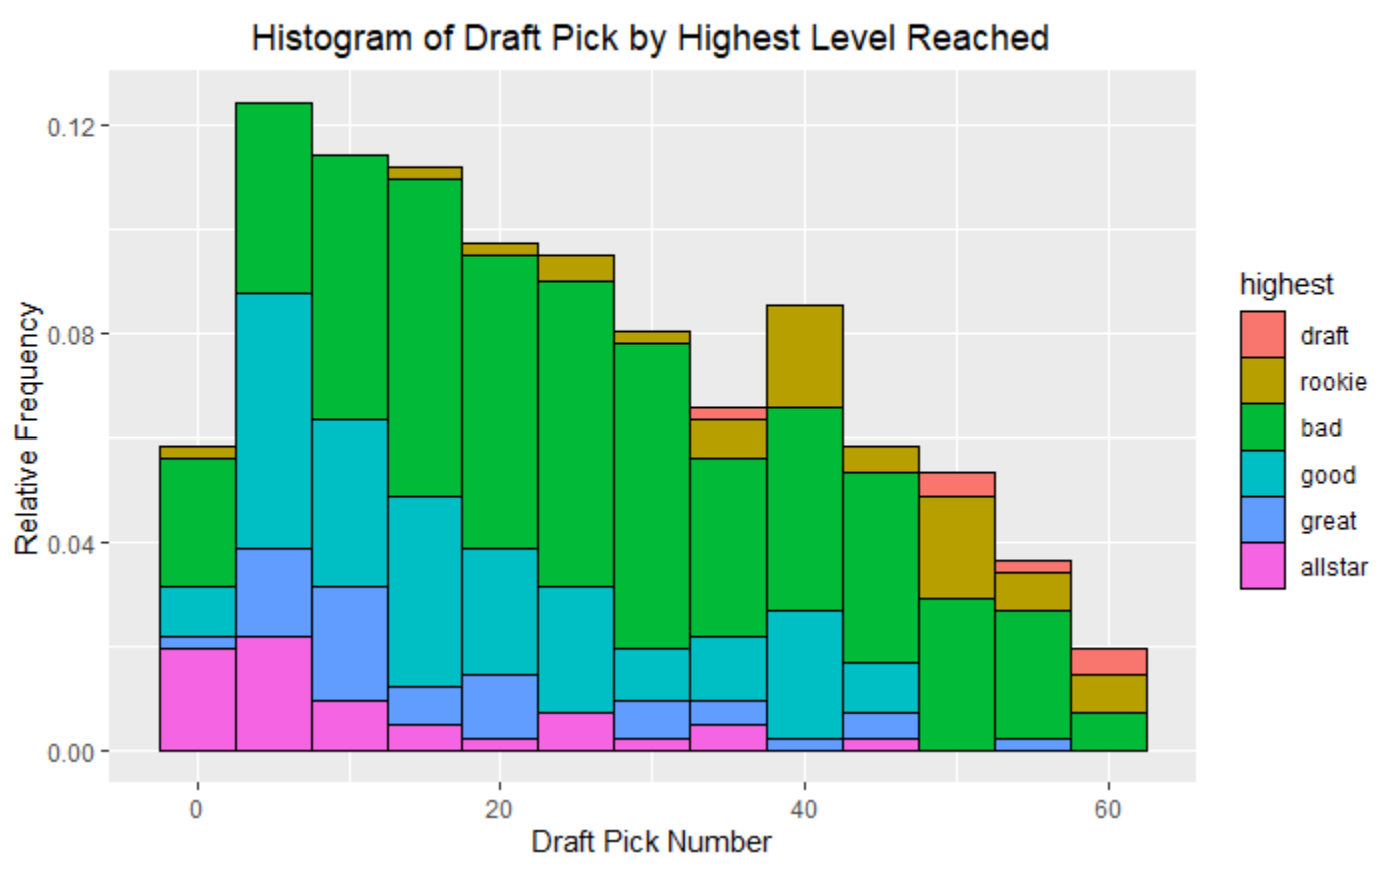 Histogram of Draft Pick by Highest Level Reached
Relative Frequency
0.12
0.08
0.04
0.00
0 20 40 60
Draft Pick Number
highest
draft
rookie
bad
good
great
allstar